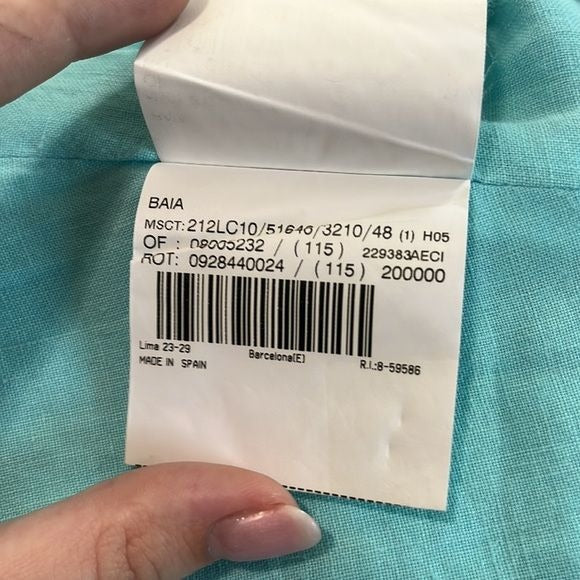 BAIA
MSCT: 212LC10/51646/3210/48 (1) H05
OF : 09005232 / (115) 229383AECI
ROT: 0928440024 / (115) 200000
Lima 23-29 Barcelona(E) R.I.:8-59586
MADE IN SPAIN